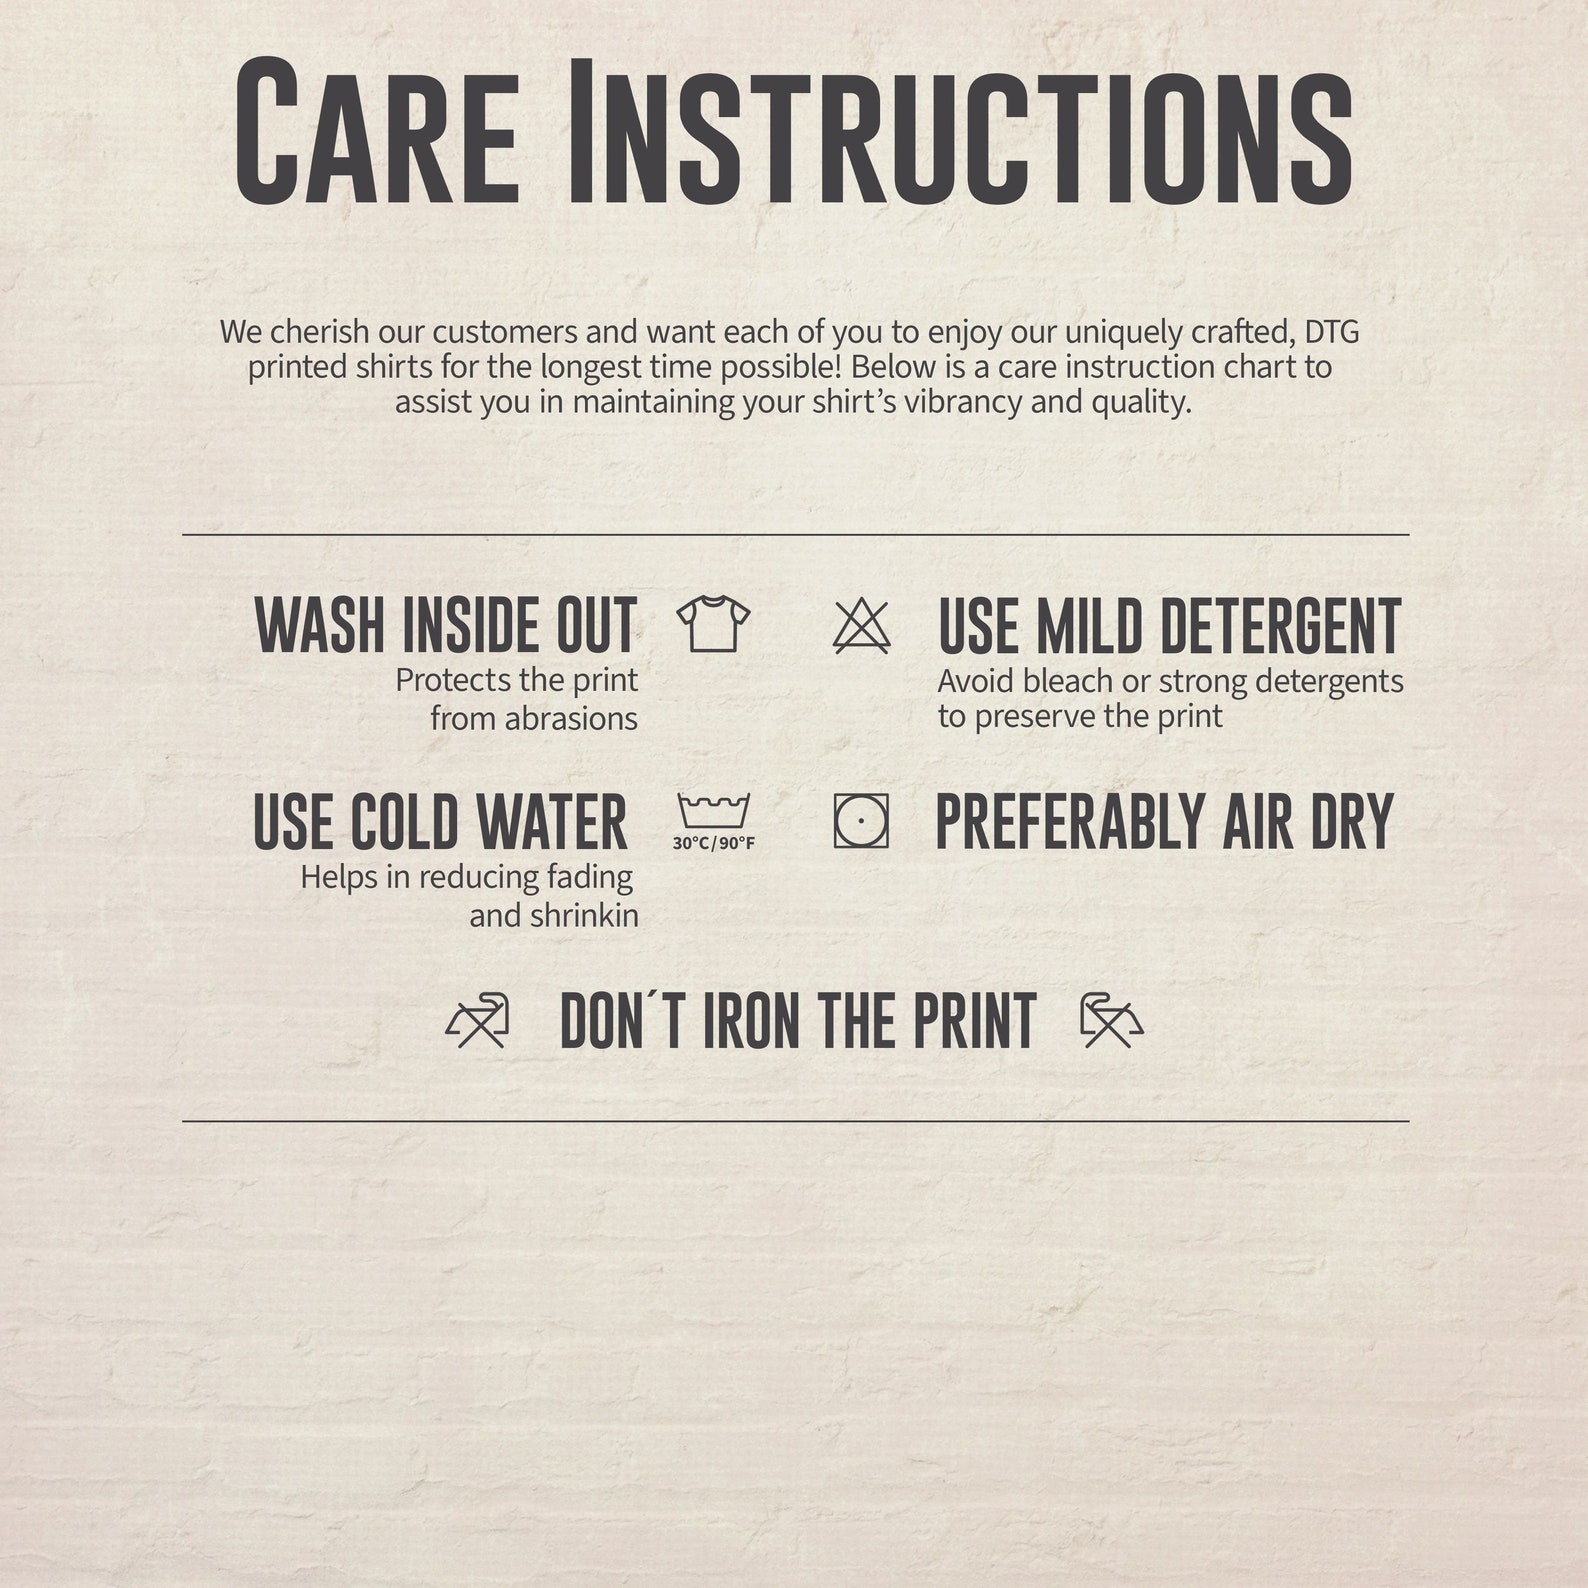 CARE INSTRUCTIONS
We cherish our customers and want each of you to enjoy our uniquely crafted, DTG
printed shirts for the longest time possible! Below is a care instruction chart to
assist you in maintaining your shirt’s vibrancy and quality.
WASH INSIDE OUT
Protects the print
from abrasions
USE MILD DETERGENT
Avoid bleach or strong detergents
to preserve the print
USE COLD WATER
30°C/90°F
Helps in reducing fading
and shrinkin
PREFERABLY AIR DRY
DON´T IRON THE PRINT